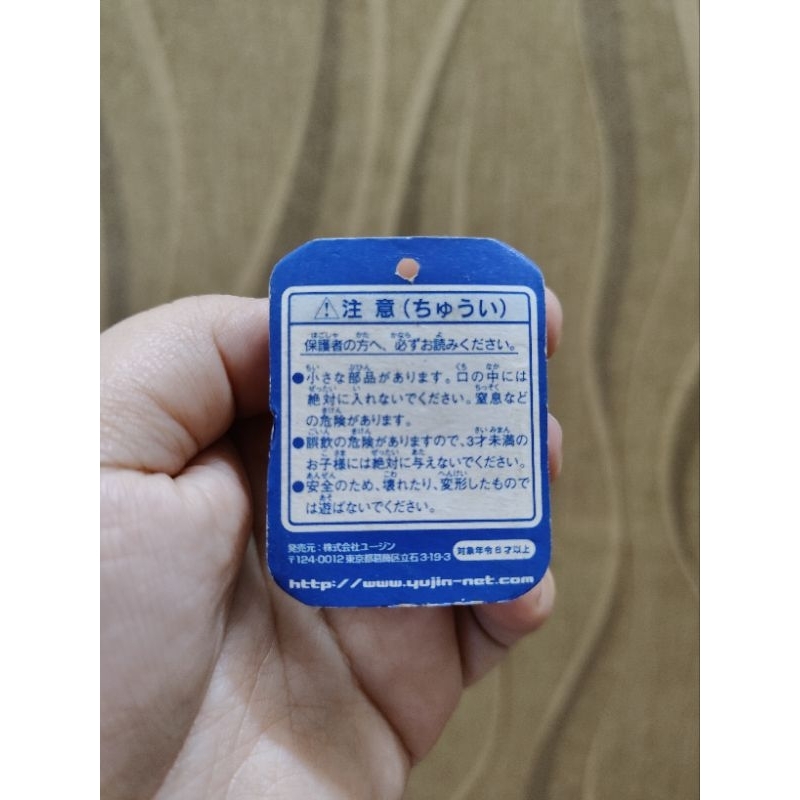 ⚠注意(ちゅうい)
保護者の方へ、必ずお読みください。
●小さな部品があります。口の中には
絶対に入れないでください。窒息など
の危険があります。
●誤飲の危険がありますので、3才未満の
お子様には絶対に与えないでください。
●安全のため、壊れたり、変形したもので
は遊ばないでください。
発売元:株式会社ユージン
〒124-0012 東京都葛飾区立石3-19-3
対象年令6才以上
http://www.yujin-net.com